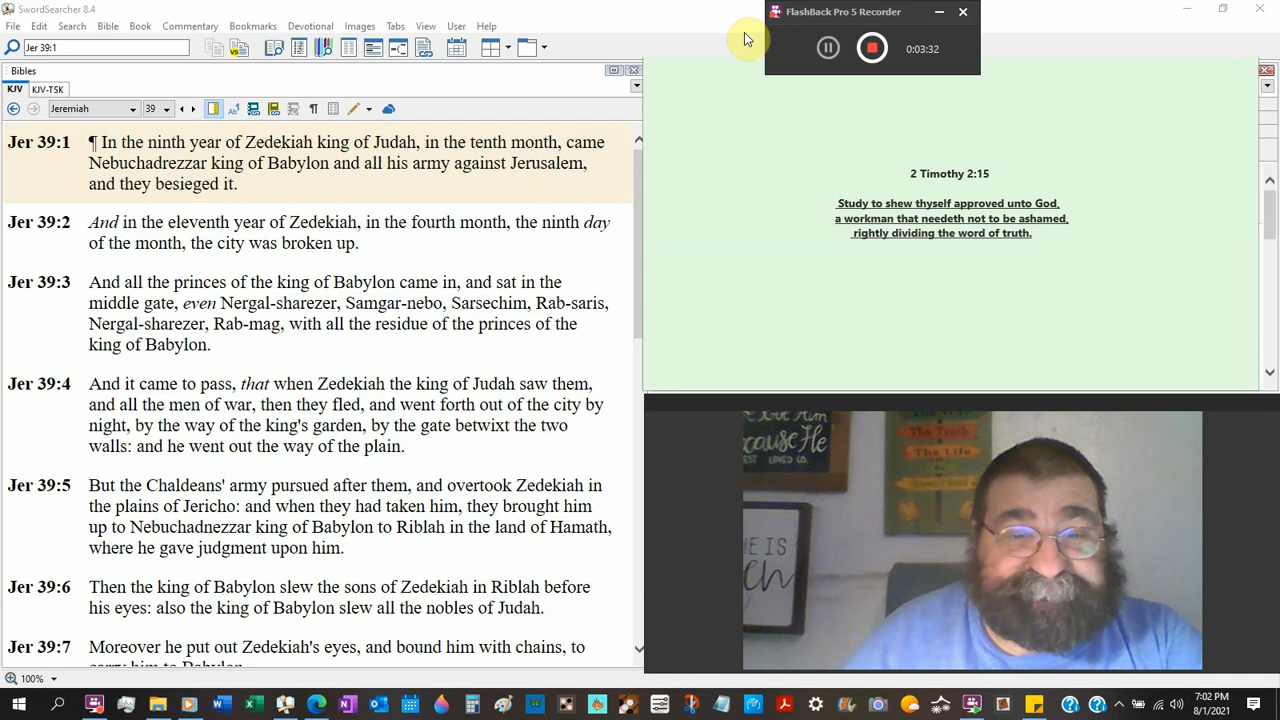 SwordSearcher 8.4
File Edit Search Bible Book Commentary Bookmarks Devotional Images Tabs View User Help
Jer 39:1
VS
Bibles
KJV KJV-TSK
Jeremiah 39
Jer 39:1 ¶ In the ninth year of Zedekiah king of Judah, in the tenth month, came
Nebuchadrezzar king of Babylon and all his army against Jerusalem,
and they besieged it.
Jer 39:2 And in the eleventh year of Zedekiah, in the fourth month, the ninth day
of the month, the city was broken up.
Jer 39:3 And all the princes of the king of Babylon came in, and sat in the
middle gate, even Nergal-sharezer, Samgar-nebo, Sarsechim, Rab-saris,
Nergal-sharezer, Rab-mag, with all the residue of the princes of the
king of Babylon.
Jer 39:4 And it came to pass, that when Zedekiah the king of Judah saw them,
and all the men of war, then they fled, and went forth out of the city by
night, by the way of the king's garden, by the gate betwixt the two
walls: and he went out the way of the plain.
Jer 39:5 But the Chaldeans' army pursued after them, and overtook Zedekiah in
the plains of Jericho: and when they had taken him, they brought him
up to Nebuchadnezzar king of Babylon to Riblah in the land of Hamath,
where he gave judgment upon him.
Jer 39:6 Then the king of Babylon slew the sons of Zedekiah in Riblah before
his eyes: also the king of Babylon slew all the nobles of Judah.
Jer 39:7 Moreover he put out Zedekiah's eyes, and bound him with chains, to
carry him to Babylon.
100%
FlashBack Pro 5 Recorder
0:03:32
2 Timothy 2:15
Study to shew thyself approved unto God,
a workman that needeth not to be ashamed,
rightly dividing the word of truth.
Him
because He
LOVED US.
The Truth
The Life
HE IS
7:02 PM
8/1/2021